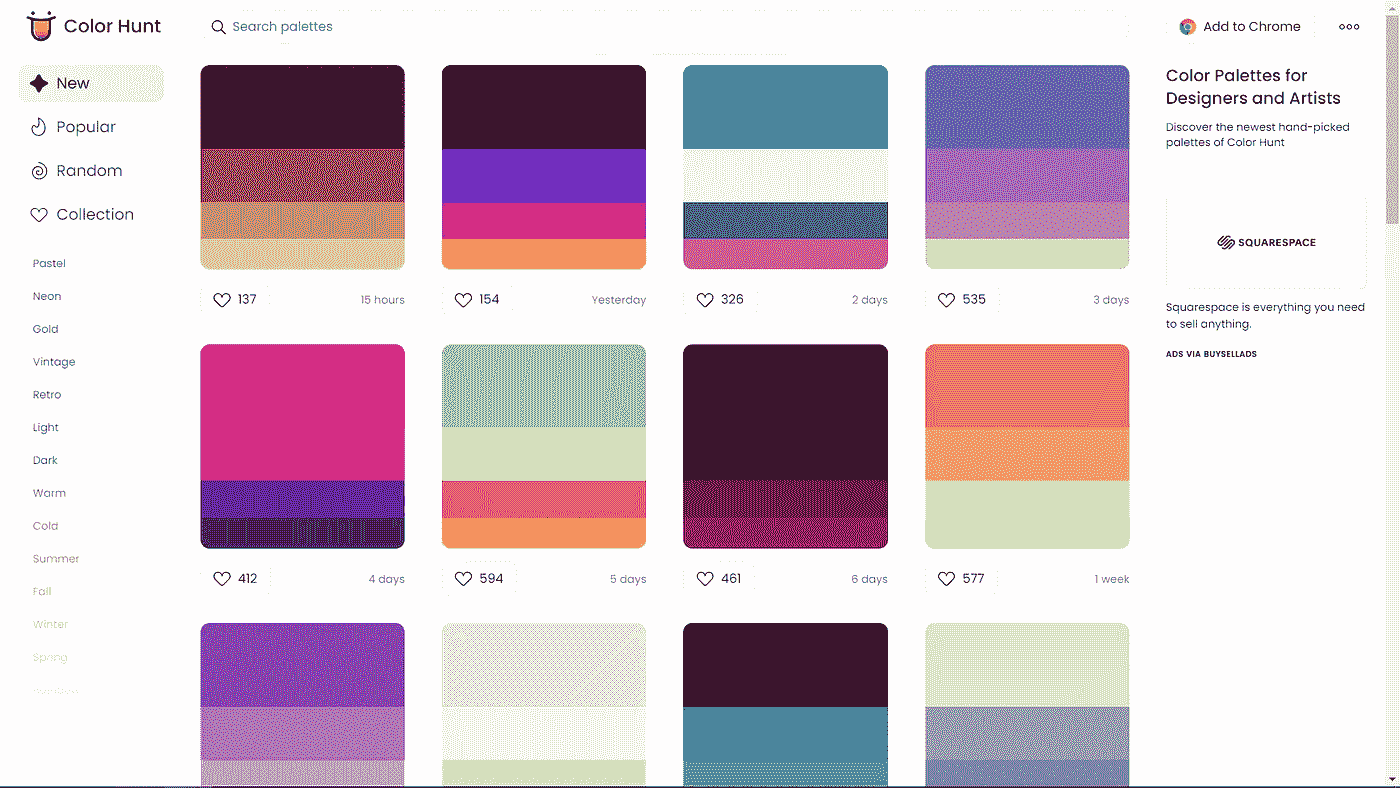 Color Hunt
Search palettes
Add to Chrome
New
Popular
Random
Collection
Pastel
Neon
Gold
Vintage
Retro
Light
Dark
Warm
Cold
Summer
Fall
Winter
Spring
137
15 hours
154
Yesterday
326
2 days
535
3 days
412
4 days
594
5 days
461
6 days
577
1 week
Color Palettes for
Designers and Artists
Discover the newest hand-picked
palettes of Color Hunt
SQUARESPACE
Squarespace is everything you need
to sell anything.
ADS VIA BUYSELLADS